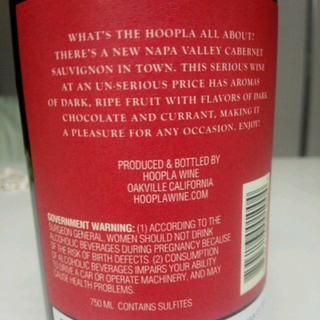 WHAT'S THE HOOPLA ALL ABOUT?
THERE'S A NEW NAPA VALLEY CABERNET
SAUVIGNON IN TOWN. THIS SERIOUS WINE
AT AN UN-SERIOUS PRICE HAS AROMAS
OF DARK, RIPE FRUIT WITH FLAVORS OF DARK
CHOCOLATE AND CURRANT, MAKING IT
A PLEASURE FOR ANY OCCASION. ENJOY!
PRODUCED & BOTTLED BY
HOOPLA WINE
OAKVILLE CALIFORNIA
HOOPLAWINE.COM
GOVERNMENT WARNING: (1) ACCORDING TO THE
SURGEON GENERAL, WOMEN SHOULD NOT DRINK
ALCOHOLIC BEVERAGES DURING PREGNANCY BECAUSE
OF THE RISK OF BIRTH DEFECTS. (2) CONSUMPTION
OF ALCOHOLIC BEVERAGES IMPAIRS YOUR ABILITY
TO DRIVE A CAR OR OPERATE MACHINERY, AND MAY
CAUSE HEALTH PROBLEMS.
750 ML CONTAINS SULFITES